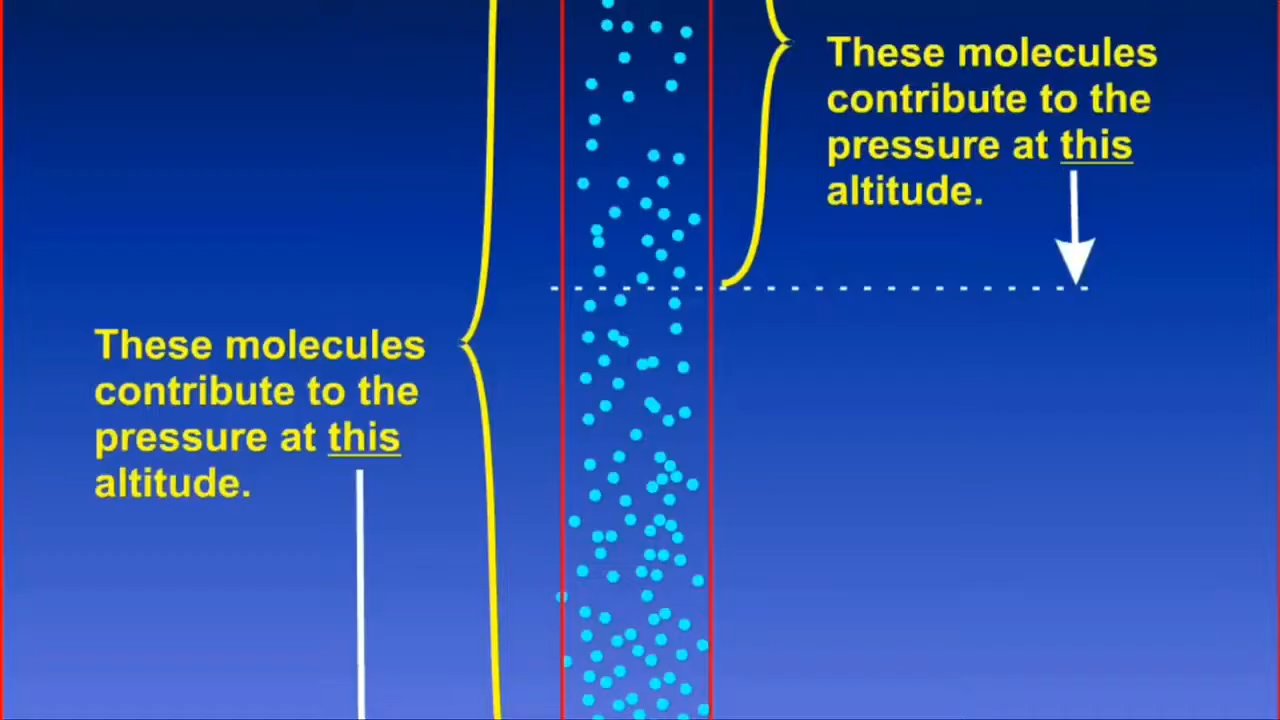 These molecules
contribute to the
pressure at this
altitude.
These molecules
contribute to the
pressure at this
altitude.